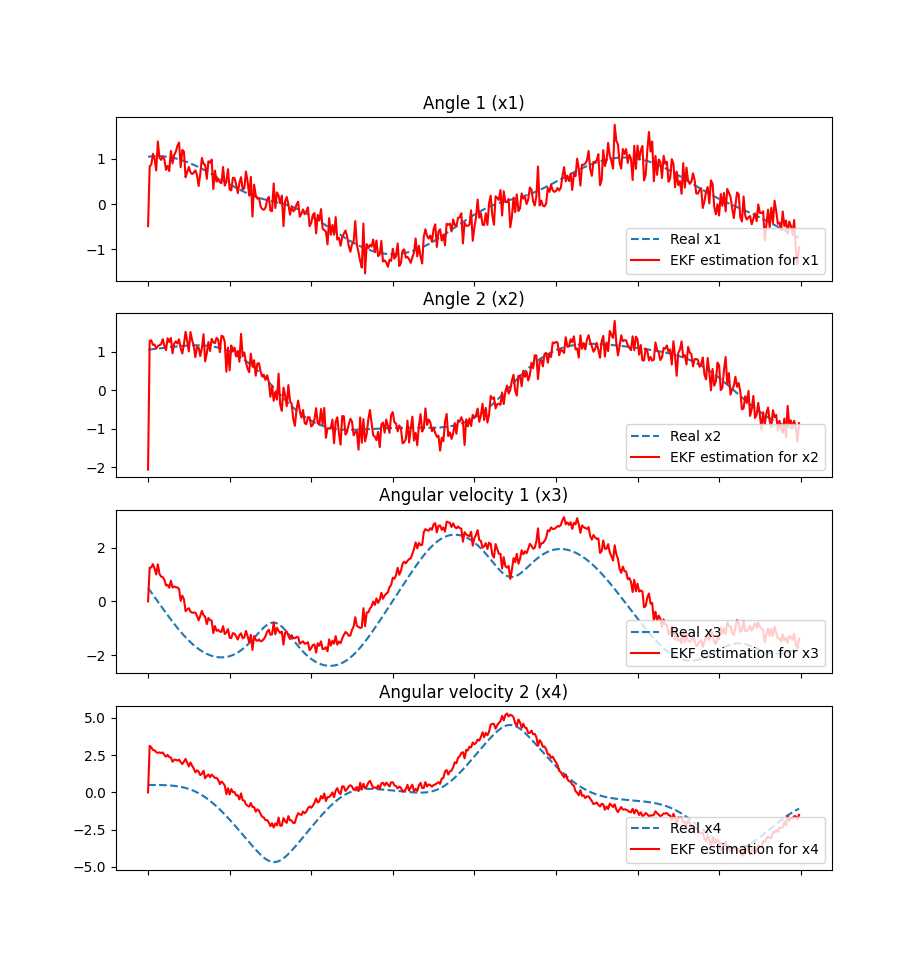 Angle 1 (x1)
1
0
−1
Real x1
EKF estimation for x1
Angle 2 (x2)
1
0
−1
−2
Real x2
EKF estimation for x2
Angular velocity 1 (x3)
2
0
−2
Real x3
EKF estimation for x3
Angular velocity 2 (x4)
5.0
2.5
0.0
−2.5
−5.0
Real x4
EKF estimation for x4